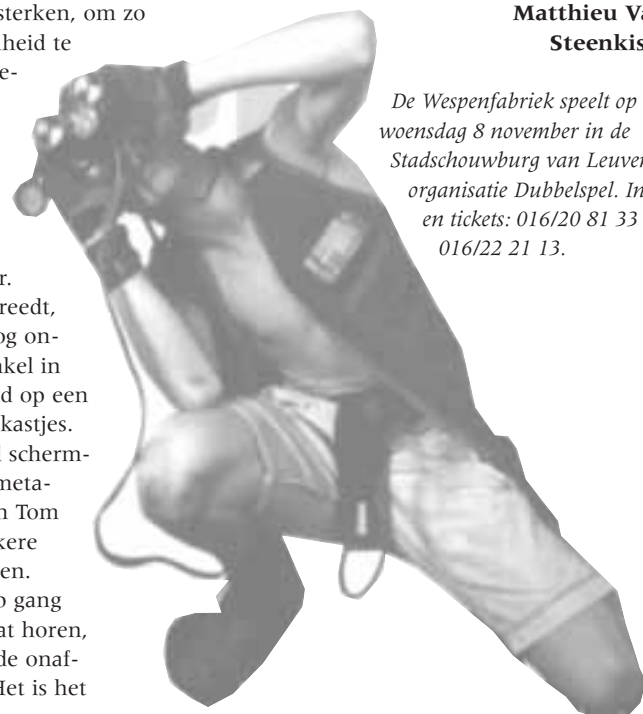 sterken, om zo
heid te
e-
r.
reedt,
og on-
kel in
d op een
kastjes.
l scherm-
meta-
n Tom
kere
en.
o gang
at horen,
de onaf-
Het is het
Matthieu Va
Steenkis
De Wespenfabriek speelt op
woensdag 8 november in de
Stadschouwburg van Leuven
organisatie Dubbelspel. In
en tickets: 016/20 81 33
016/22 21 13.